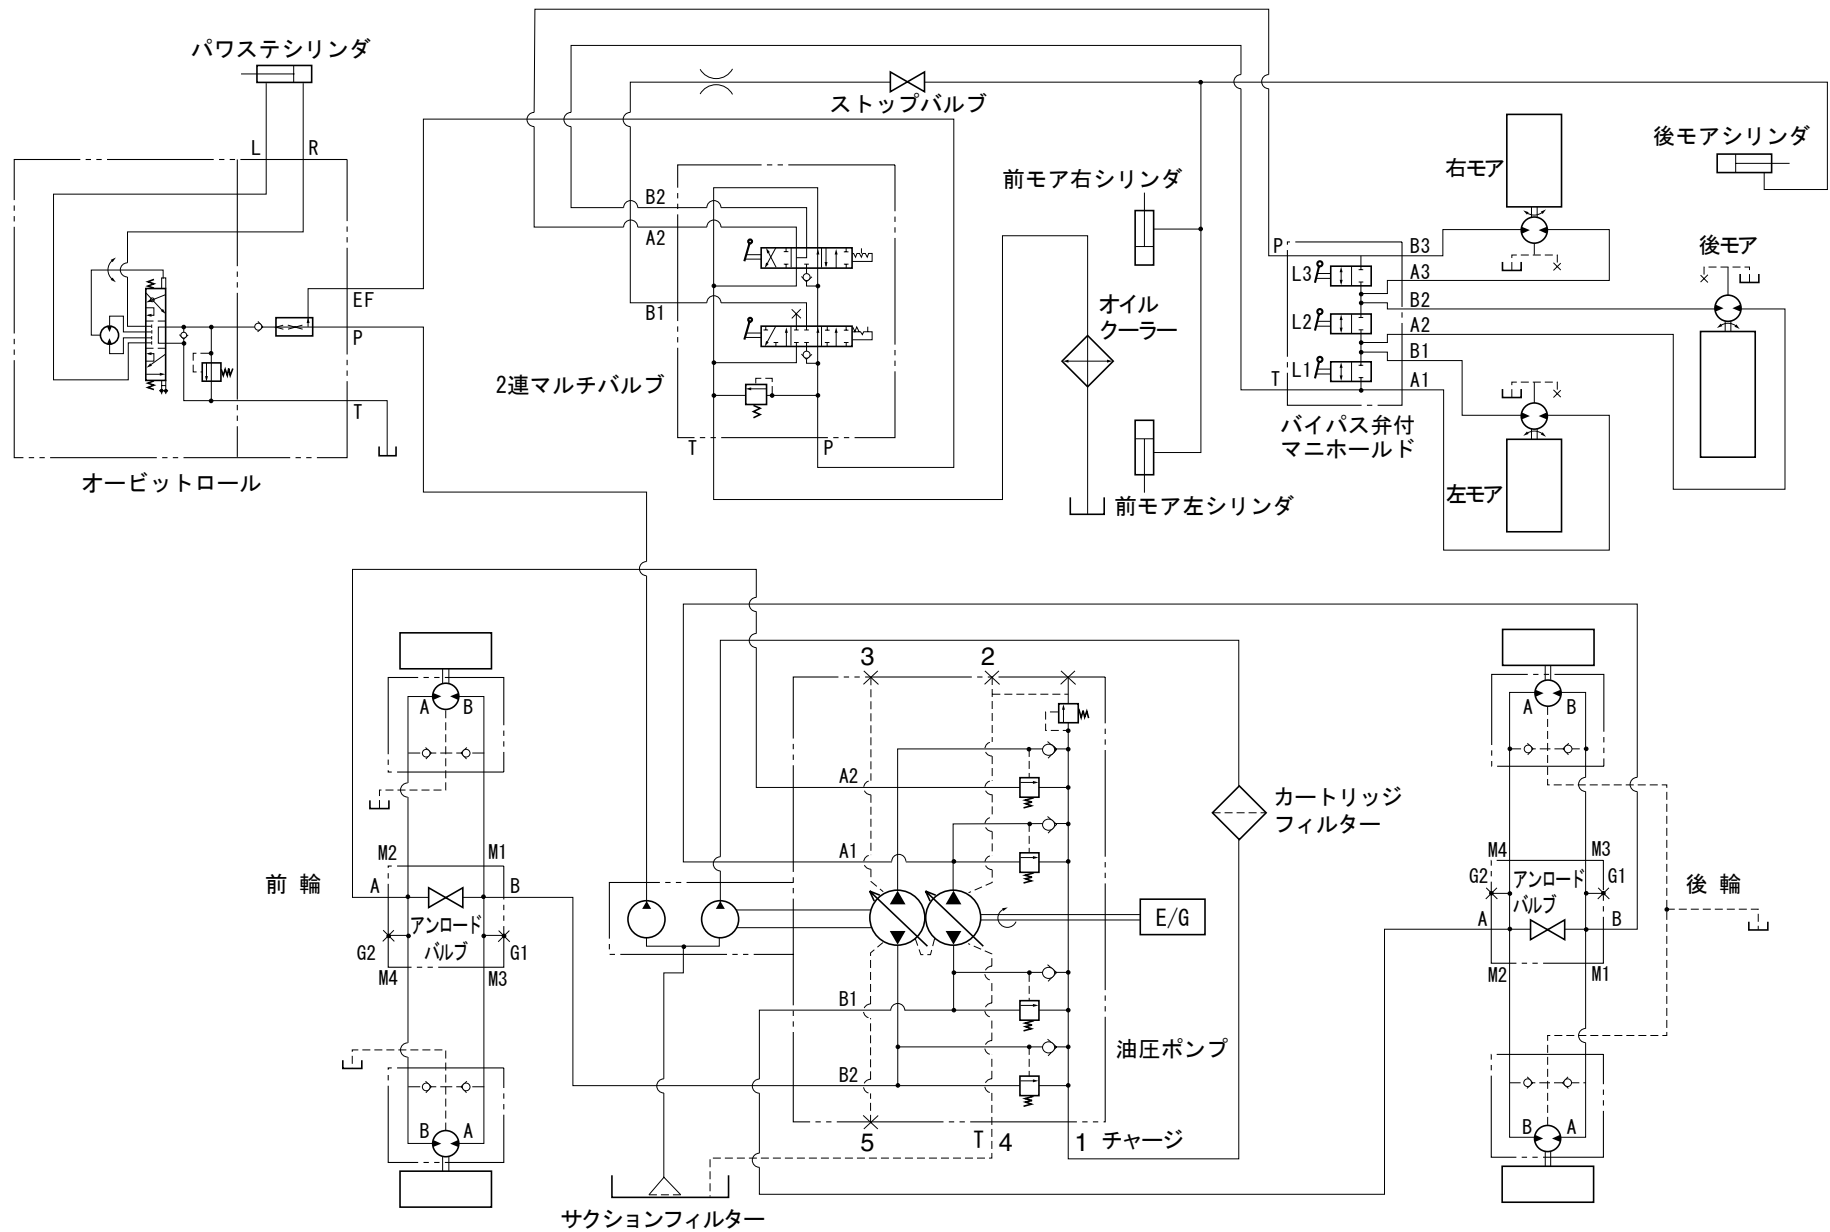 パワステシリンダ
L
R
EF
P
T
オービットロール
ストップバルブ
B2
A2
B1
2連マルチバルブ
T
P
前モア右シリンダ
オイル
クーラー
前モア左シリンダ
P
T
L3
L2
L1
B3
A3
B2
A2
B1
A1
バイパス弁付
マニホールド
右モア
後モア
左モア
後モアシリンダ
前輪
A
B
M2
M1
A
B
アンロード
バルブ
G2
G1
M4
M3
B
A
3
2
A2
A1
B1
B2
5
T
4
1
チャージ
油圧ポンプ
E/G
カートリッジ
フィルター
サクションフィルター
A
B
M4
M3
G2
G1
アンロード
バルブ
A
B
M2
M1
B
A
後輪